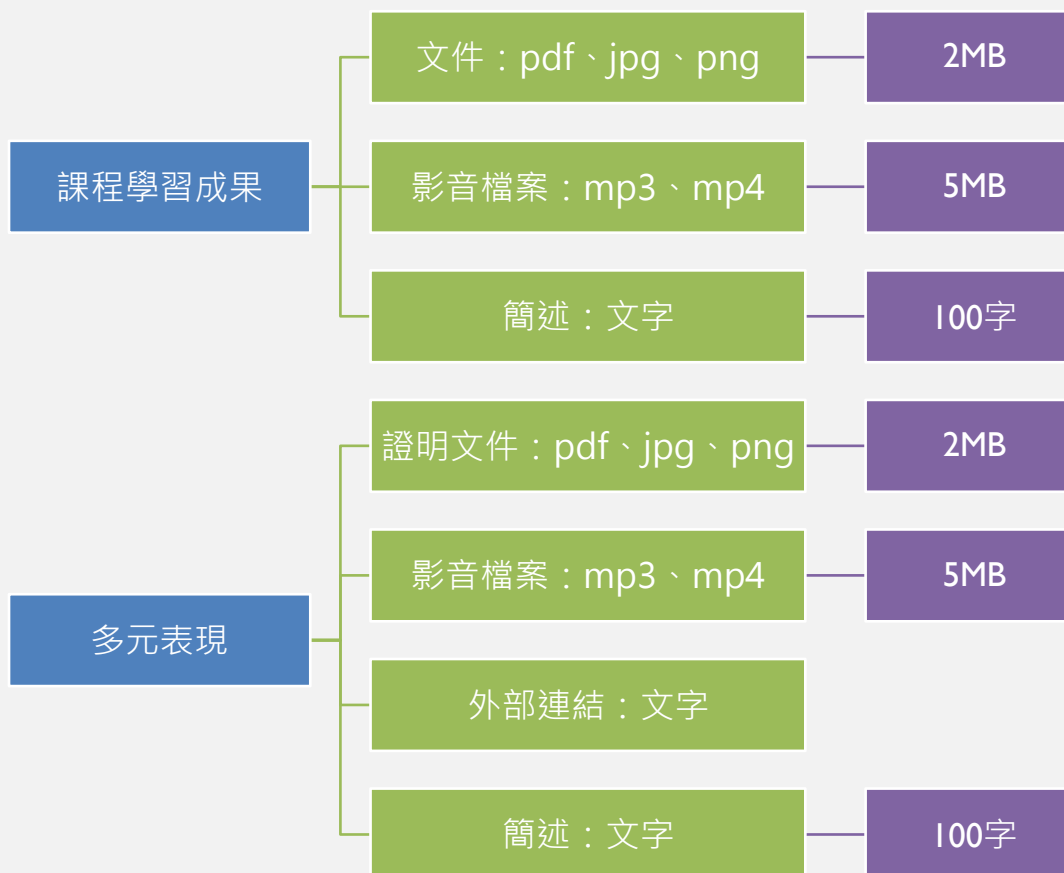 課程學習成果
文件：pdf、jpg、png
2MB
影音檔案：mp3、mp4
5MB
簡述：文字
100字
多元表現
證明文件：pdf、jpg、png
2MB
影音檔案：mp3、mp4
5MB
外部連結：文字
簡述：文字
100字